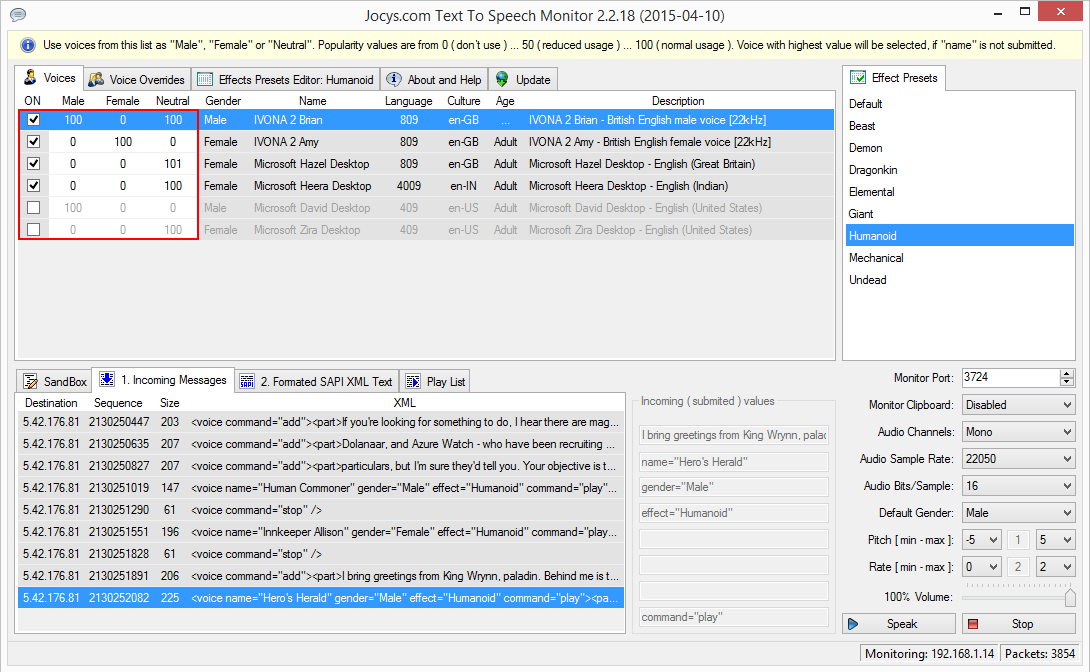 Jocys.com Text To Speech Monitor 2.2.18 (2015-04-10)
Use voices from this list as "Male", "Female" or "Neutral". Popularity values are from 0 ( don't use ) ... 50 ( reduced usage ) ... 100 ( normal usage ). Voice with highest value will be selected, if "name" is not submitted.
Voices Voice Overrides Effects Presets Editor: Humanoid About and Help Update
ON Male Female Neutral Gender Name Language Culture Age Description
100 0 100 Male IVONA 2 Brian 809 en-GB ... IVONA 2 Brian - British English male voice [22kHz]
0 100 0 Female IVONA 2 Amy 809 en-GB Adult IVONA 2 Amy - British English female voice [22kHz]
0 0 101 Female Microsoft Hazel Desktop 809 en-GB Adult Microsoft Hazel Desktop - English (Great Britain)
0 0 100 Female Microsoft Heera Desktop 4009 en-IN Adult Microsoft Heera Desktop - English (Indian)
100 0 0 Male Microsoft David Desktop 409 en-US Adult Microsoft David Desktop - English (United States)
0 0 100 Female Microsoft Zira Desktop 409 en-US Adult Microsoft Zira Desktop - English (United States)
Effect Presets
Default
Beast
Demon
Dragonkin
Elemental
Giant
Humanoid
Mechanical
Undead
SandBox 1. Incoming Messages 2. Formated SAPI XML Text Play List
Destination Sequence Size XML
5.42.176.81 2130250447 203 <voice command="add"><part>If you're looking for something to do, I hear there are mag...
5.42.176.81 2130250635 207 <voice command="add"><part>Dolanaar, and Azure Watch - who have been recruiting ...
5.42.176.81 2130250827 207 <voice command="add"><part>particulars, but I'm sure they'd tell you. Your objective is t...
5.42.176.81 2130251019 147 <voice name="Human Commoner" gender="Male" effect="Humanoid" command="play"...
5.42.176.81 2130251290 61 <voice command="stop" />
5.42.176.81 2130251551 196 <voice name="Innkeeper Allison" gender="Female" effect="Humanoid" command="play...
5.42.176.81 2130251828 61 <voice command="stop" />
5.42.176.81 2130251891 206 <voice command="add"><part>I bring greetings from King Wrynn, paladin. Behind me is t...
5.42.176.81 2130252082 225 <voice name="Hero's Herald" gender="Male" effect="Humanoid" command="play"><pa...
Incoming ( submited ) values
I bring greetings from King Wrynn, palac
name="Hero's Herald"
gender="Male"
effect="Humanoid"
command="play"
Monitor Port: 3724
Monitor Clipboard: Disabled
Audio Channels: Mono
Audio Sample Rate: 22050
Audio Bits/Sample: 16
Default Gender: Male
Pitch [ min - max ]: -5 1 5
Rate [ min - max ]: 0 2 2
100% Volume:
Speak Stop
Monitoring: 192.168.1.14 Packets: 3854